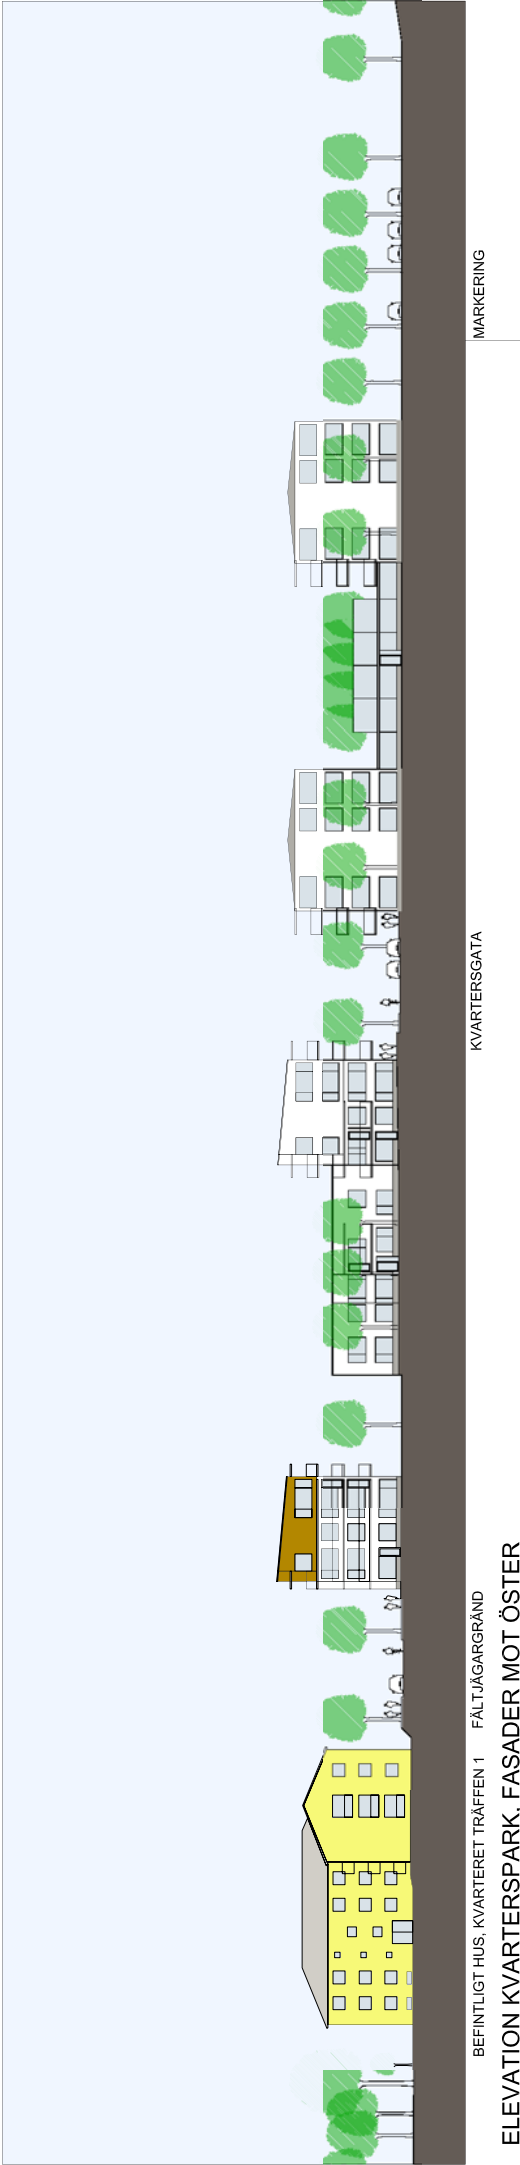 BEFINTLIGT HUS, KVARTERET TRÄFFEN 1
FÄLTJÄGARGRÄND
KVARTERSGATA
MARKERING
ELEVATION KVARTERSPARK, FASADER MOT ÖSTER